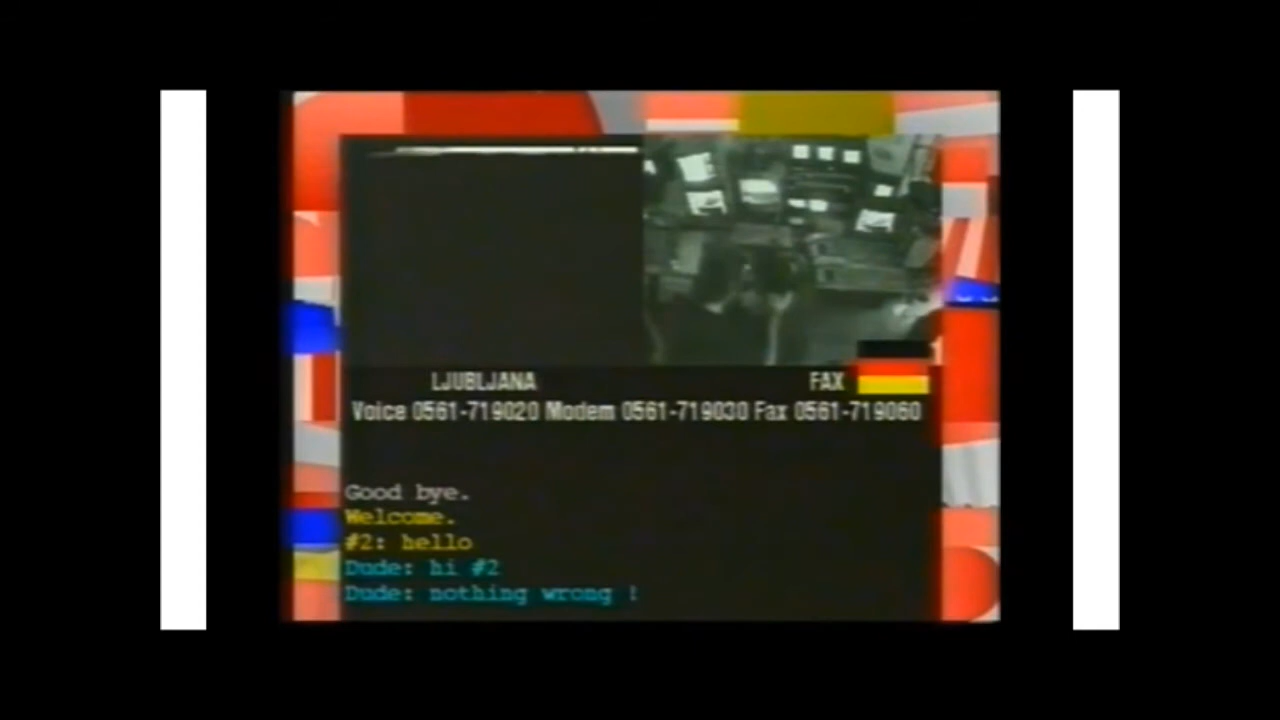 LJUBLJANA FAX
Voice 0561-719020 Modem 0561-719030 Fax 0561-719060
Good bye.
Welcome.
#2: hello
Dude: hi #2
Dude: nothing wrong !